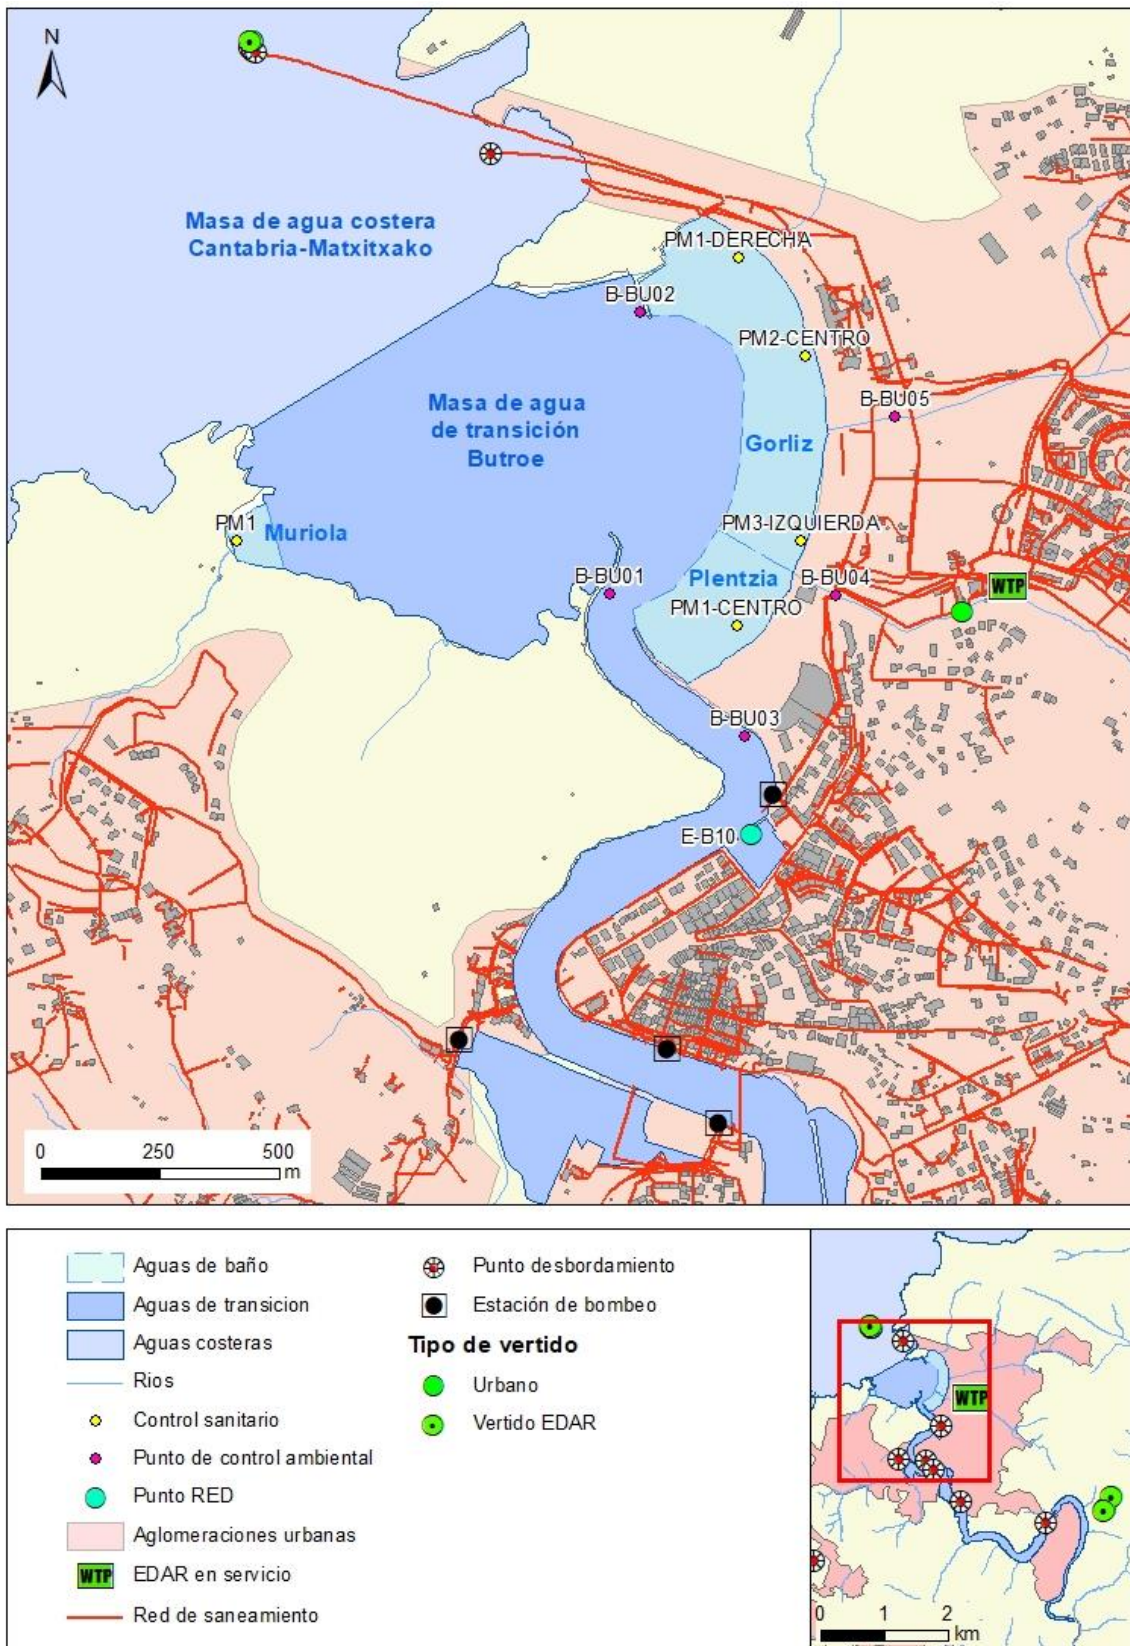 N
Masa de agua costera
Cantabria-Matxitxako
PM1-DERECHA
B-BU02
PM2-CENTRO
Masa de agua
de transición
Butroe
B-BU05
Gorliz
PM1
Muriola
PM3-IZQUIERDA
B-BU01
Plentzia
B-BU04
WTP
PM1-CENTRO
B-BU03
E-B10
0 250 500
m
Aguas de baño
Aguas de transicion
Aguas costeras
Rios
Control sanitario
Punto de control ambiental
Punto RED
Aglomeraciones urbanas
WTP EDAR en servicio
Red de saneamiento
Punto desbordamiento
Estación de bombeo
Tipo de vertido
Urbano
Vertido EDAR
WTP
0 1 2
km